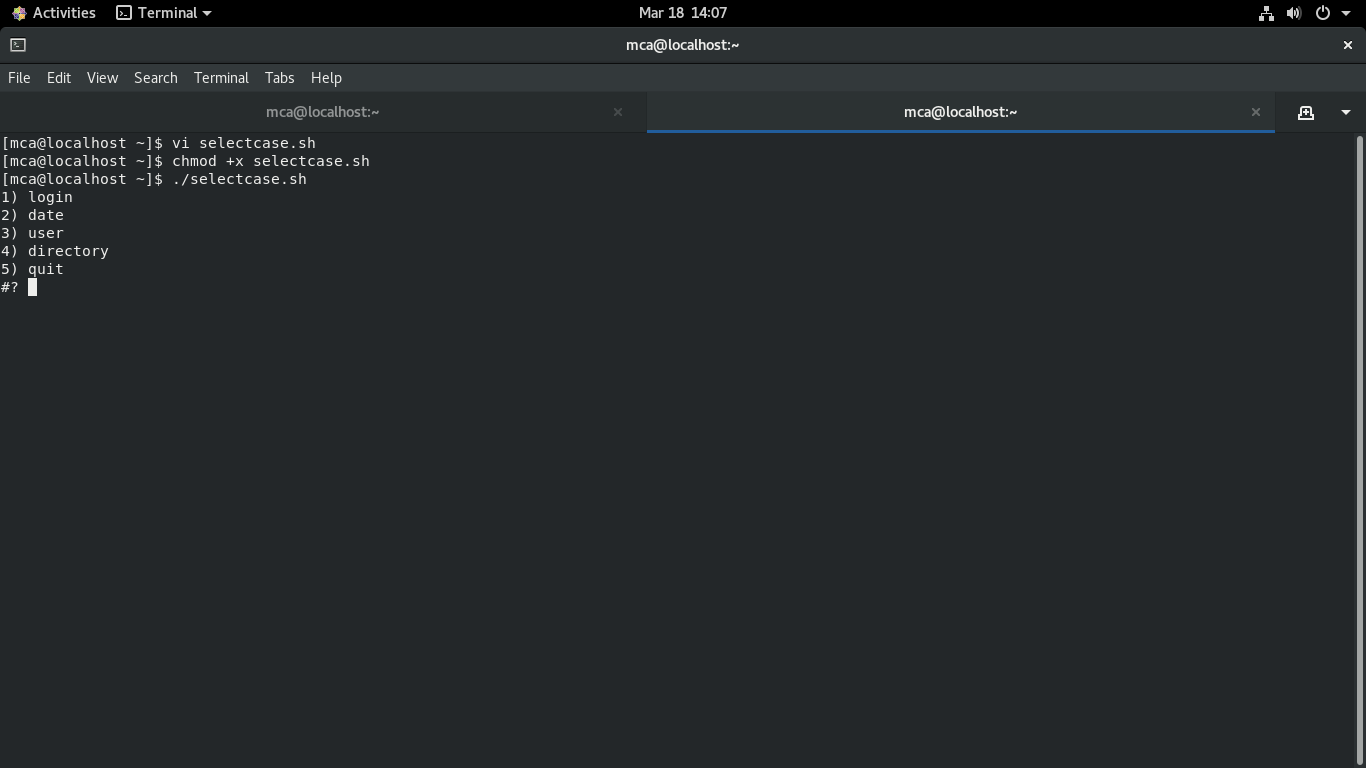 Activities Terminal Mar 18 14:07
mca@localhost:~
File Edit View Search Terminal Tabs Help
mca@localhost:~ mca@localhost:~
[mca@localhost ~]$ vi selectcase.sh
[mca@localhost ~]$ chmod +x selectcase.sh
[mca@localhost ~]$ ./selectcase.sh
1) login
2) date
3) user
4) directory
5) quit
#?